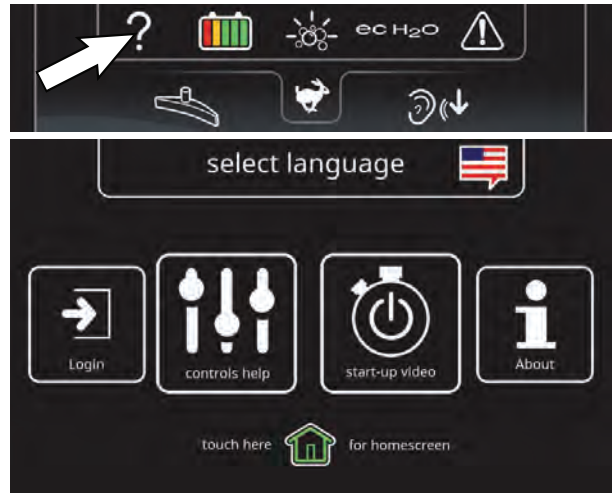 ? ec H2O
select language
Login
controls help
start-up video
About
touch here for homescreen